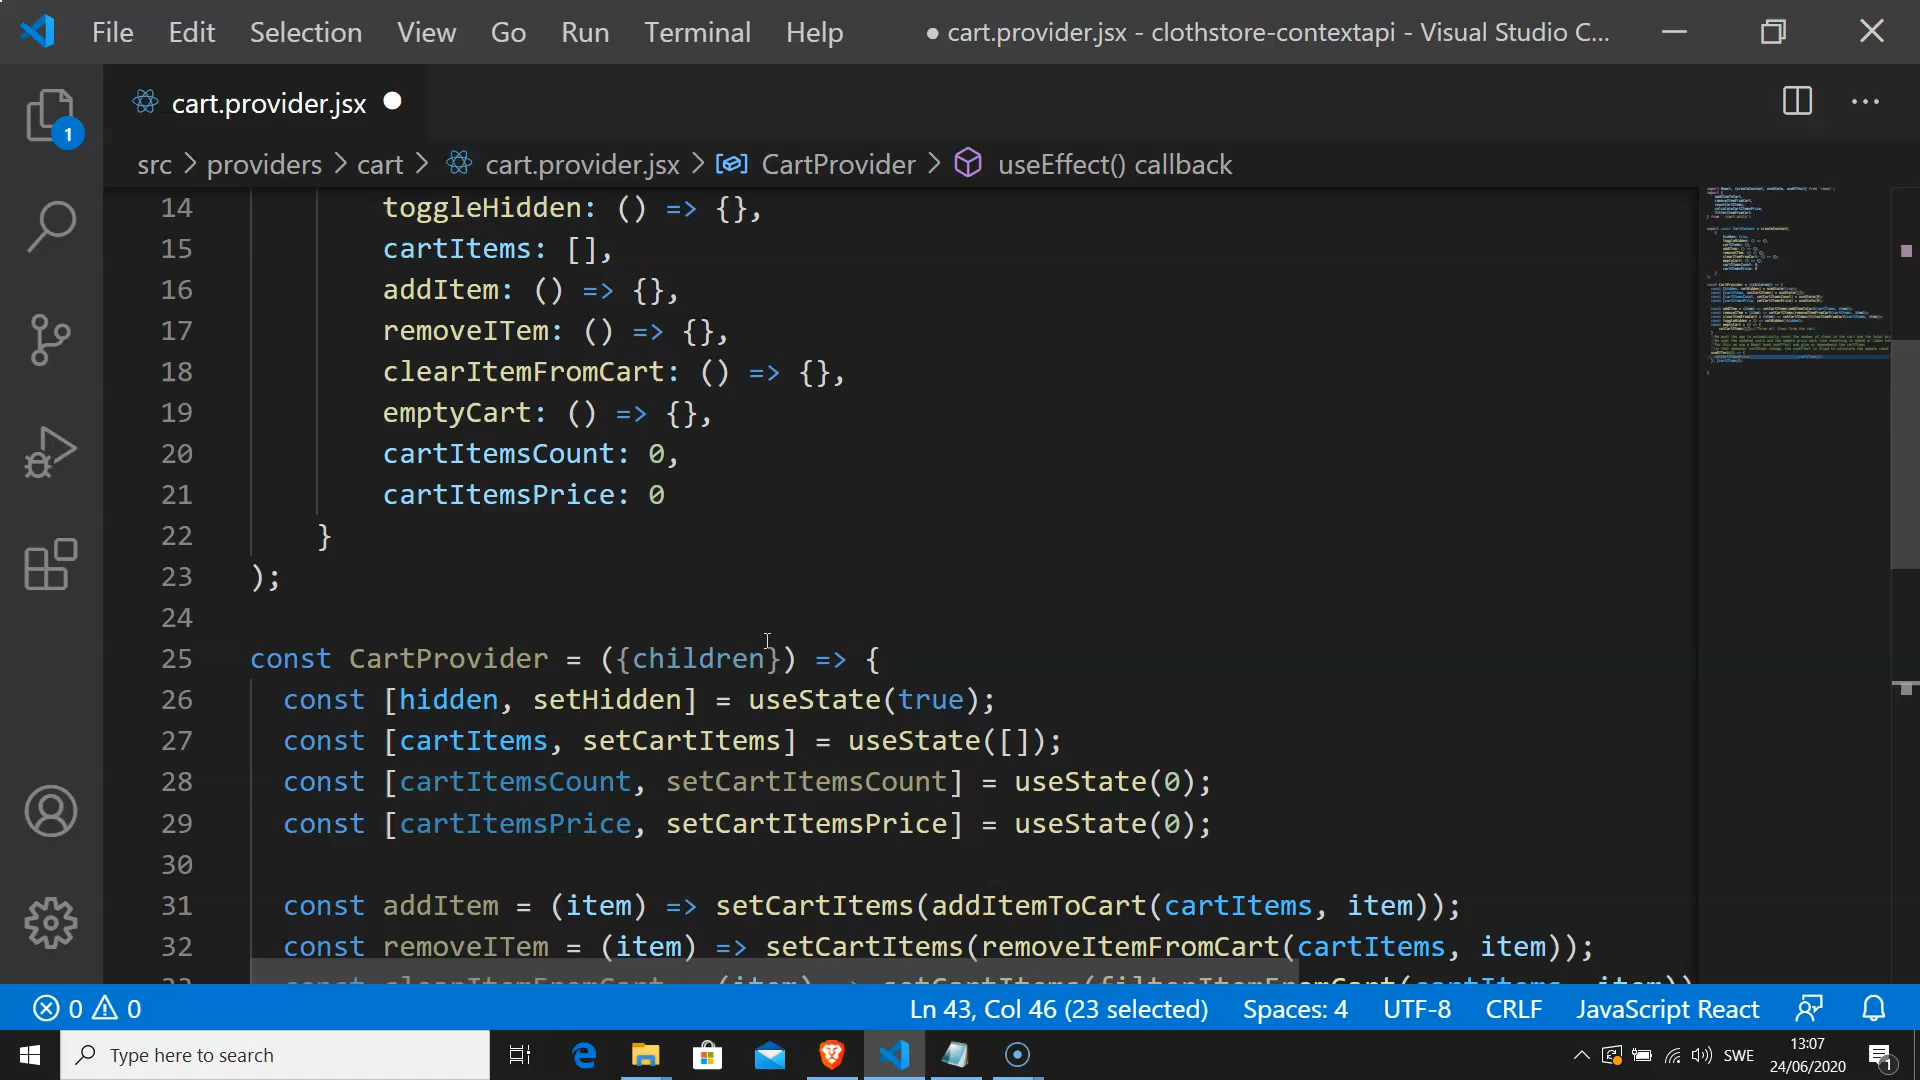 File Edit Selection View Go Run Terminal Help ● cart.provider.jsx - clothstore-contextapi - Visual Studio C...
cart.provider.jsx
1
src > providers > cart > cart.provider.jsx > CartProvider > useEffect() callback
14 toggleHidden: () => {},
15 cartItems: [],
16 addItem: () => {},
17 removeITem: () => {},
18 clearItemFromCart: () => {},
19 emptyCart: () => {},
20 cartItemsCount: 0,
21 cartItemsPrice: 0
22 }
23 );
24
25 const CartProvider = ({children}) => {
26 const [hidden, setHidden] = useState(true);
27 const [cartItems, setCartItems] = useState([]);
28 const [cartItemsCount, setCartItemsCount] = useState(0);
29 const [cartItemsPrice, setCartItemsPrice] = useState(0);
30
31 const addItem = (item) => setCartItems(addItemToCart(cartItems, item));
32 const removeITem = (item) => setCartItems(removeItemFromCart(cartItems, item));
0 0 Ln 43, Col 46 (23 selected) Spaces: 4 UTF-8 CRLF JavaScript React
Type here to search SWE 13:07
24/06/2020 1